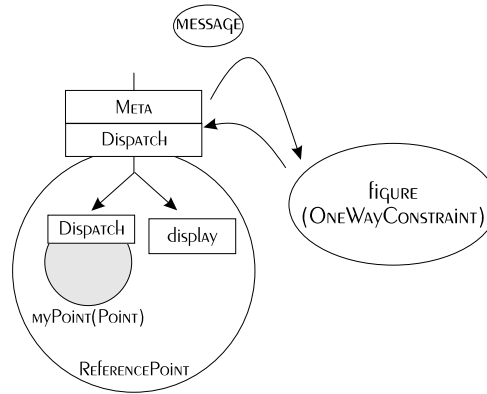 MESSAGE
META
DISPATCH
figure
(ONEWAYCONSTRAINT)
DISPATCH
display
MYPOINT(POINT)
REFERENCEPOINT